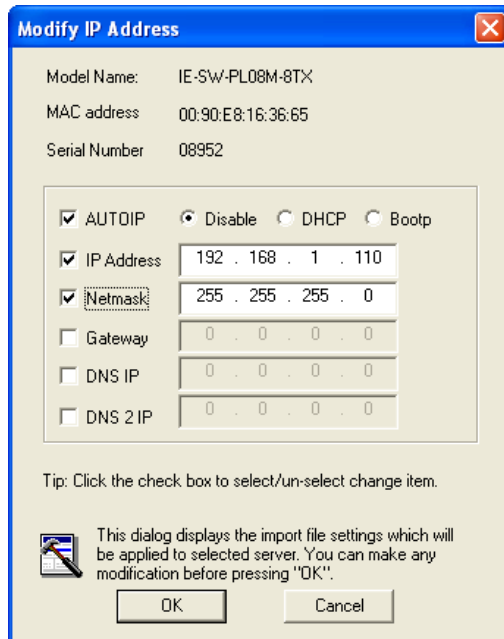 Modify IP Address
Model Name: IE-SW-PL08M-8TX
MAC address 00:90:E8:16:36:65
Serial Number 08952
AUTOIP Disable DHCP Bootp
IP Address 192 . 168 . 1 . 110
Netmask 255 . 255 . 255 . 0
Gateway 0 . 0 . 0 . 0
DNS IP 0 . 0 . 0 . 0
DNS 2 IP 0 . 0 . 0 . 0
Tip: Click the check box to select/un-select change item.
This dialog displays the import file settings which will
be applied to selected server. You can make any
modification before pressing "OK".
OK Cancel